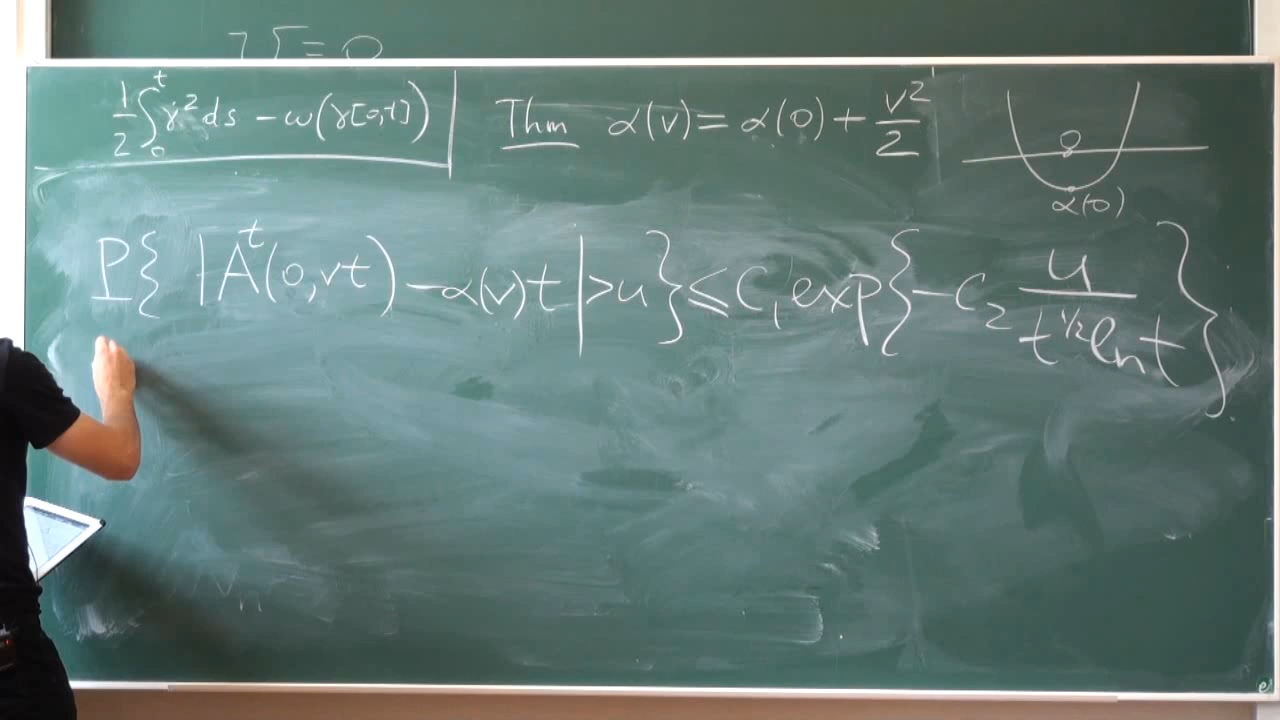 ½∫₀ᵗ γ̇² ds − ω(γ[0,t])
Thm α(v) = α(0) + v²/2
0
α(0)
P{ |Aᵗ(0,vt) − α(v)t| > u } ≤ C₁ exp{ −C₂ u / (t^{1/2} ln t) }